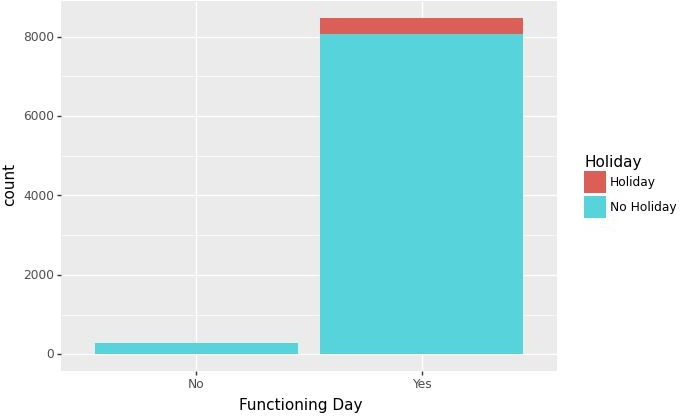 8000
6000
4000
2000
0
count
No
Yes
Functioning Day
Holiday
Holiday
No Holiday